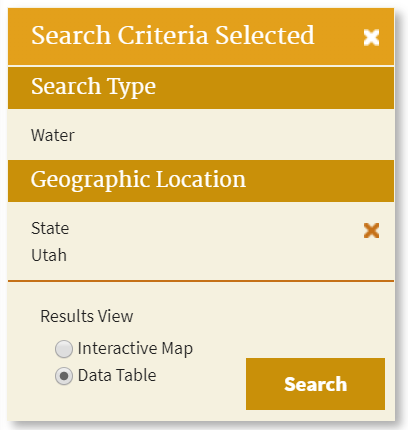 Search Criteria Selected
Search Type
Water
Geographic Location
State
Utah
Results View
Interactive Map
Data Table
Search